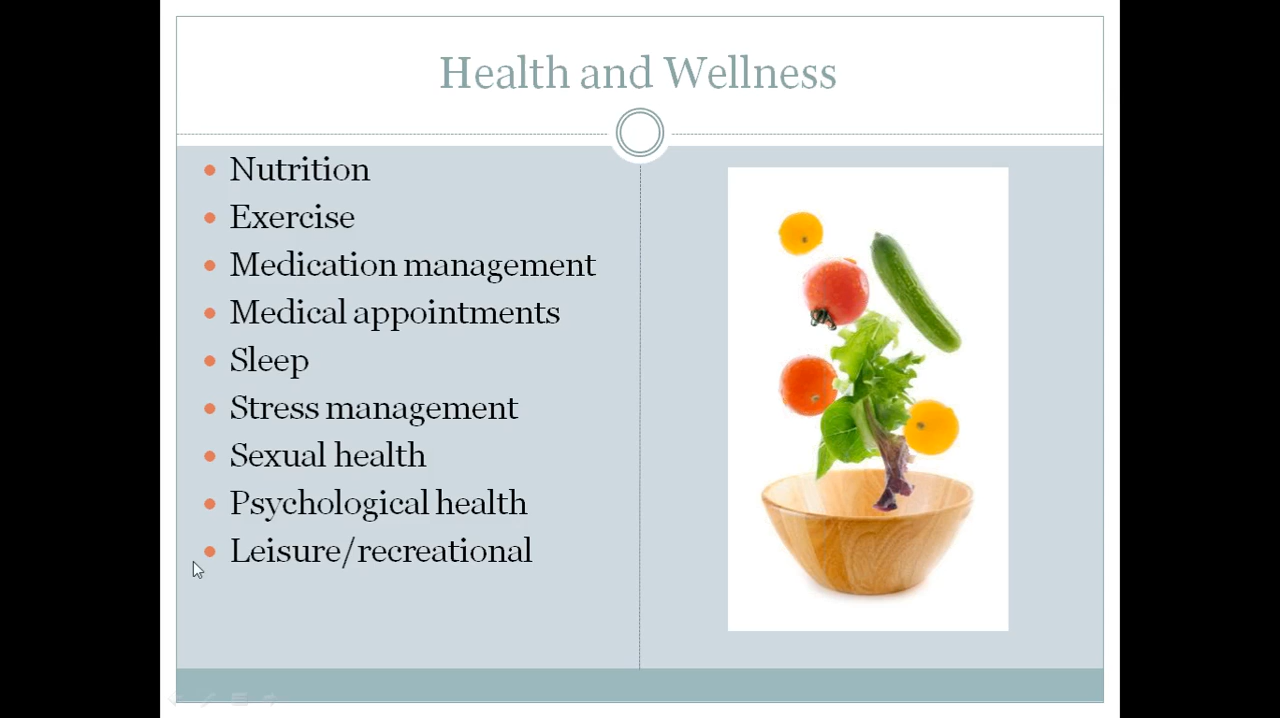 Health and Wellness
Nutrition
Exercise
Medication management
Medical appointments
Sleep
Stress management
Sexual health
Psychological health
Leisure/recreational